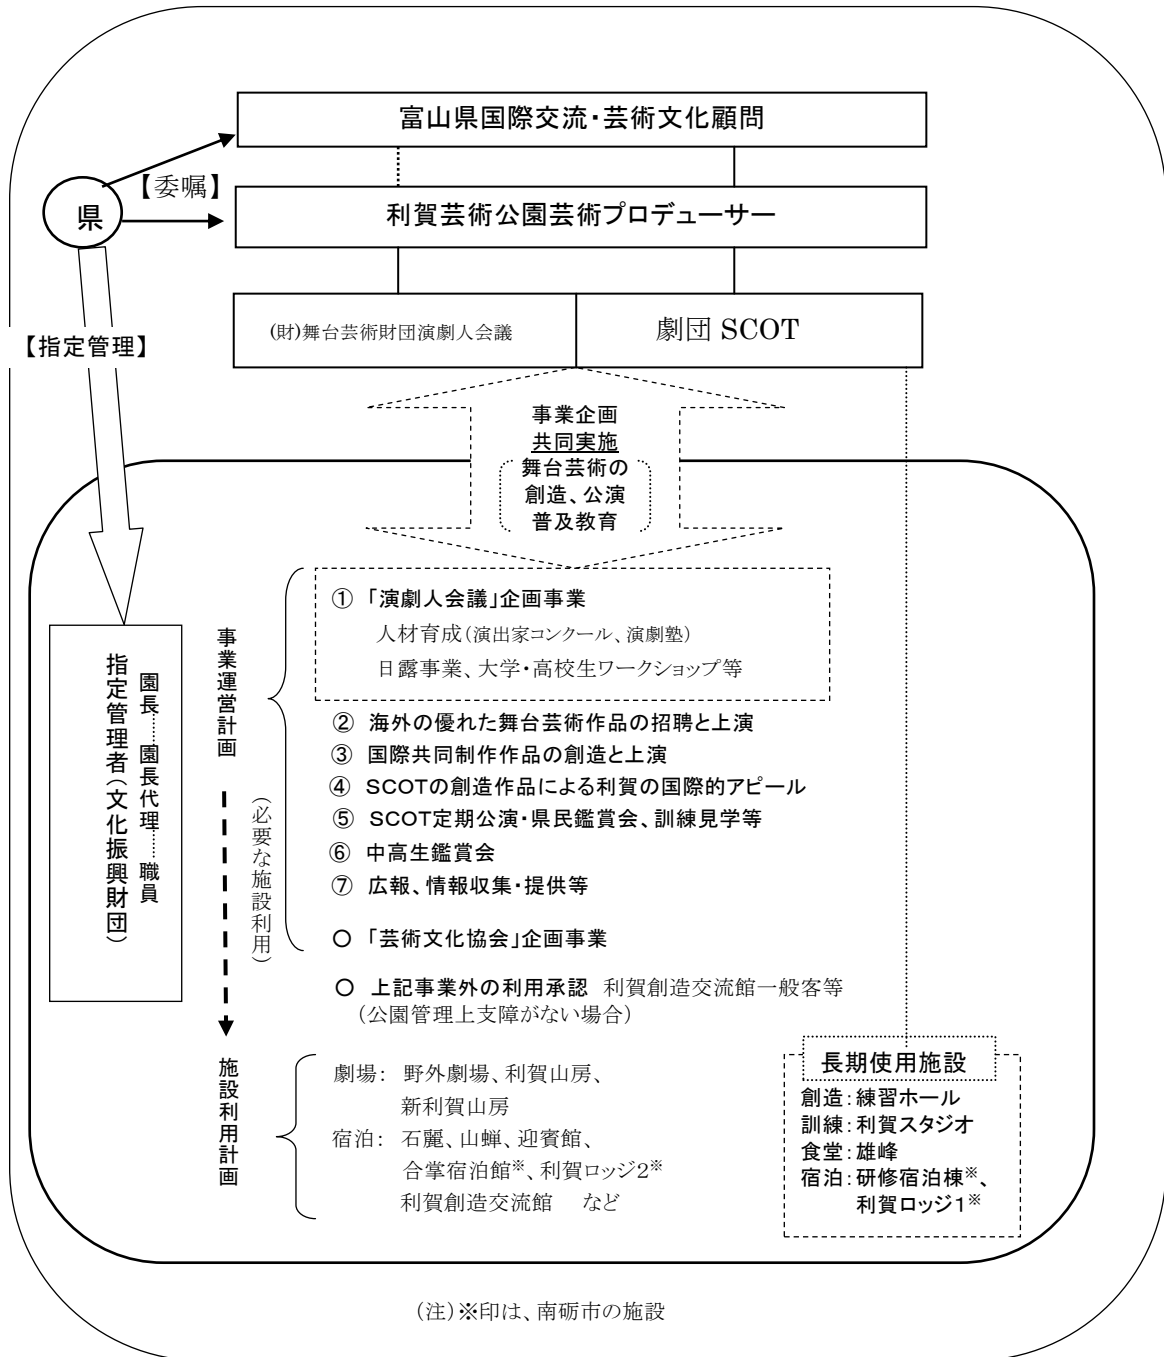 富山県国際交流・芸術文化顧問
【委嘱】
県
利賀芸術公園芸術プロデューサー
(財)舞台芸術財団演劇人会議
劇団 SCOT
【指定管理】
事業企画
共同実施
舞台芸術の
創造、公演
普及教育
指定管理者(文化振興財団)
園長……園長代理……職員
事業運営計画
(必要な施設利用)
① 「演劇人会議」企画事業
人材育成(演出家コンクール、演劇塾)
日露事業、大学・高校生ワークショップ等
② 海外の優れた舞台芸術作品の招聘と上演
③ 国際共同制作作品の創造と上演
④ SCOTの創造作品による利賀の国際的アピール
⑤ SCOT定期公演・県民鑑賞会、訓練見学等
⑥ 中高生鑑賞会
⑦ 広報、情報収集・提供等
○ 「芸術文化協会」企画事業
○ 上記事業外の利用承認 利賀創造交流館一般客等
(公園管理上支障がない場合)
施設利用計画
劇場: 野外劇場、利賀山房、
新利賀山房
宿泊: 石麗、山蝉、迎賓館、
合掌宿泊館※、利賀ロッジ2※
利賀創造交流館 など
長期使用施設
創造:練習ホール
訓練:利賀スタジオ
食堂:雄峰
宿泊:研修宿泊棟※、
利賀ロッジ1※
(注)※印は、南砺市の施設